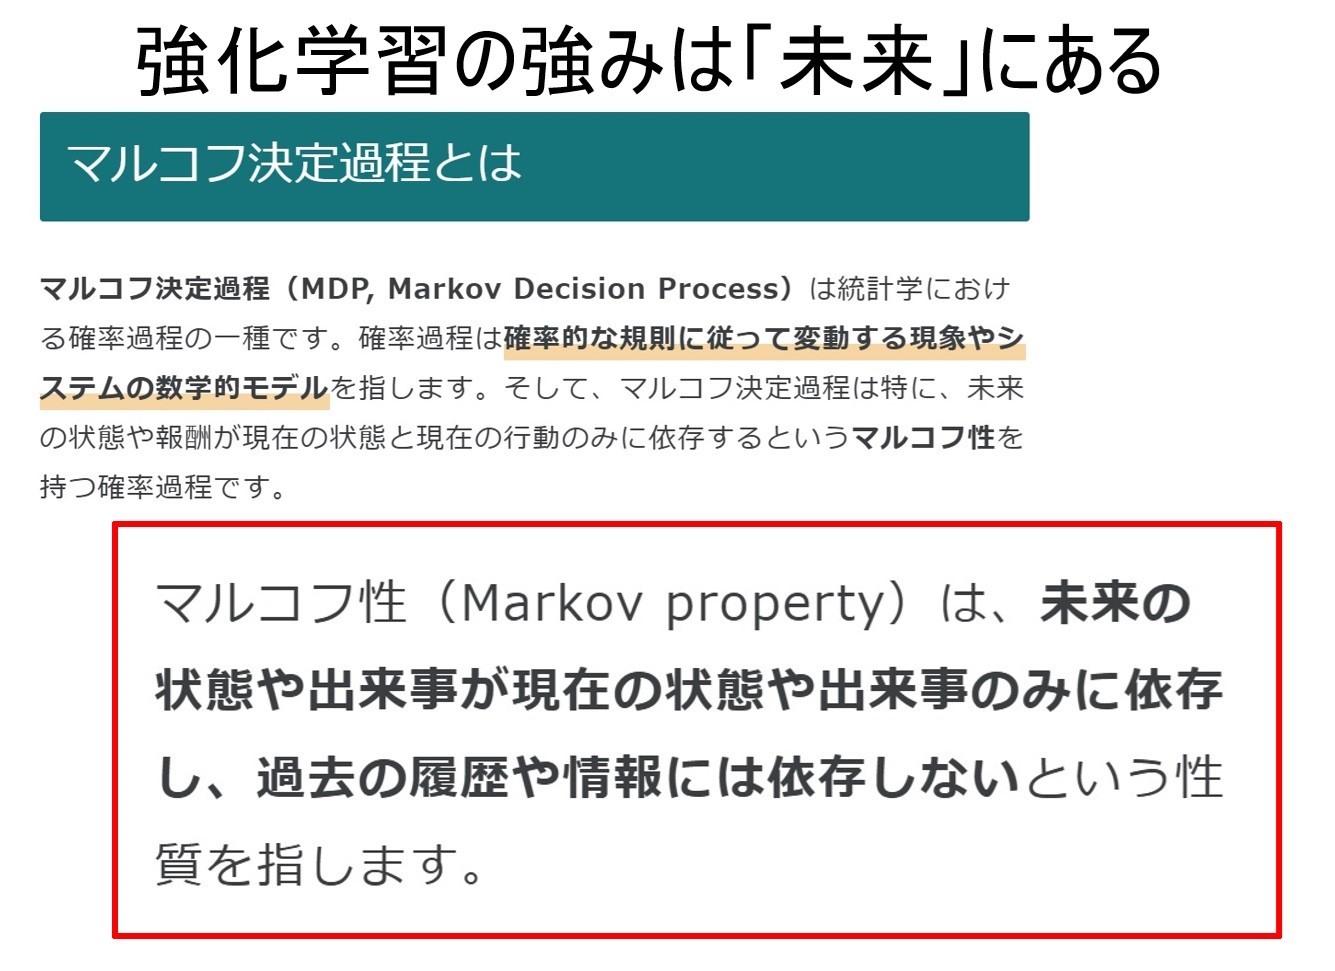 強化学習の強みは「未来」にある
マルコフ決定過程とは
マルコフ決定過程（MDP, Markov Decision Process）は統計学におけ
る確率過程の一種です。確率過程は確率的な規則に従って変動する現象やシ
ステムの数学的モデルを指します。そして、マルコフ決定過程は特に、未来
の状態や報酬が現在の状態と現在の行動のみに依存するというマルコフ性を
持つ確率過程です。
マルコフ性（Markov property）は、未来の
状態や出来事が現在の状態や出来事のみに依存
し、過去の履歴や情報には依存しないという性
質を指します。